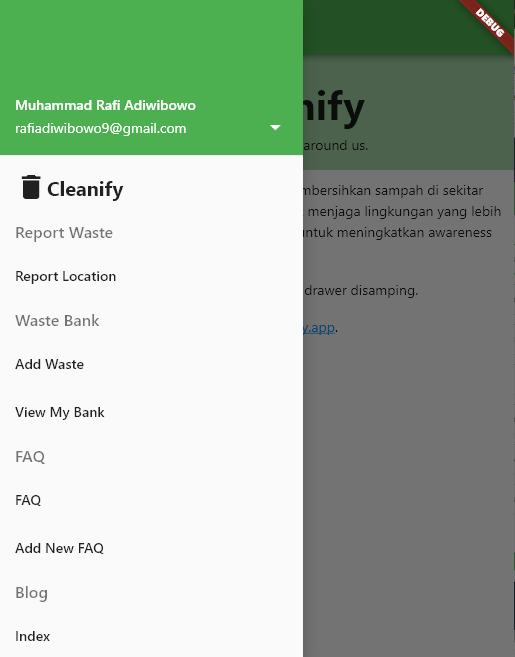 DEBUG
Muhammad Rafi Adiwibowo
rafiadiwibowo9@gmail.com
around us.
Cleanify
mbersihkan sampah di sekitar
menjaga lingkungan yang lebih
Report Waste
ntuk meningkatkan awareness
Report Location
drawer disamping.
Waste Bank
y.app.
Add Waste
View My Bank
FAQ
FAQ
Add New FAQ
Blog
Index